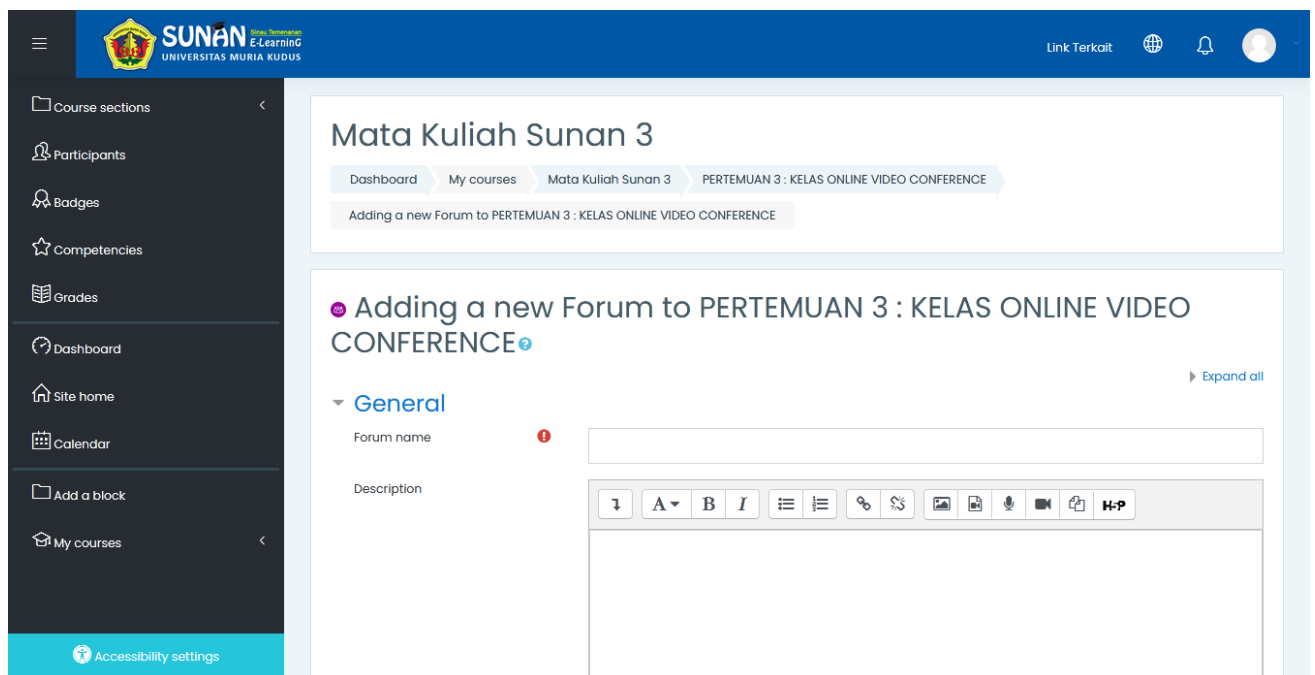 SUNAN Sinau Temenanan E-Learning
UNIVERSITAS MURIA KUDUS
Link Terkait
Course sections
Participants
Badges
Competencies
Grades
Dashboard
Site home
Calendar
Add a block
My courses
Accessibility settings
Mata Kuliah Sunan 3
Dashboard My courses Mata Kuliah Sunan 3 PERTEMUAN 3 : KELAS ONLINE VIDEO CONFERENCE
Adding a new Forum to PERTEMUAN 3 : KELAS ONLINE VIDEO CONFERENCE
Adding a new Forum to PERTEMUAN 3 : KELAS ONLINE VIDEO
CONFERENCE
Expand all
General
Forum name
Description
A B I H-P